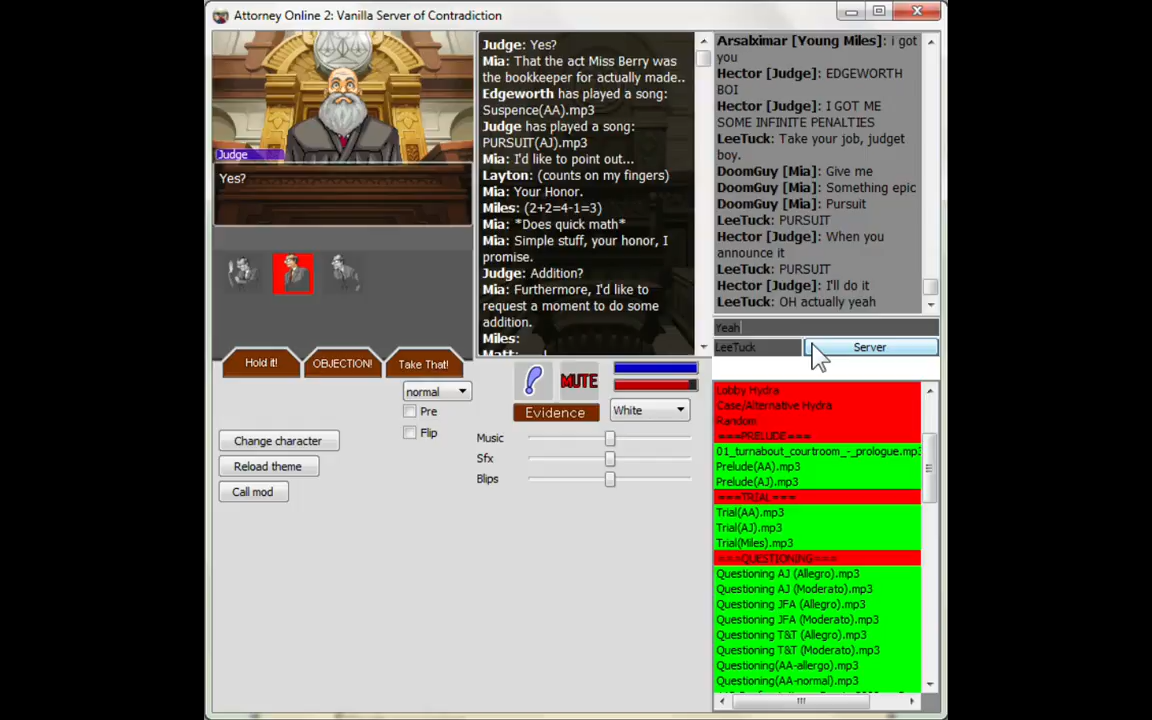 Attorney Online 2: Vanilla Server of Contradiction
Judge
Yes?
Hold it!
OBJECTION!
Take That!
normal
Pre
Flip
Change character
Reload theme
Call mod
Judge: Yes?
Mia: That the act Miss Berry was
the bookkeeper for actually made..
Edgeworth has played a song:
Suspence(AA).mp3
Judge has played a song:
PURSUIT(AJ).mp3
Mia: I'd like to point out...
Layton: (counts on my fingers)
Mia: Your Honor.
Miles: (2+2=4-1=3)
Mia: *Does quick math*
Mia: Simple stuff, your honor, I
promise.
Judge: Addition?
Mia: Furthermore, I'd like to
request a moment to do some
addition.
Miles:
MUTE
Evidence
White
Music
Sfx
Blips
Arsalximar [Young Miles]: i got
you
Hector [Judge]: EDGEWORTH
BOI
Hector [Judge]: I GOT ME
SOME INFINITE PENALTIES
LeeTuck: Take your job, judget
boy.
DoomGuy [Mia]: Give me
DoomGuy [Mia]: Something epic
DoomGuy [Mia]: Pursuit
LeeTuck: PURSUIT
Hector [Judge]: When you
announce it
LeeTuck: PURSUIT
Hector [Judge]: I'll do it
LeeTuck: OH actually yeah
Yeah
LeeTuck
Server
Lobby Hydra
Case/Alternative Hydra
Random
===PRELUDE===
01_turnabout_courtroom_-_prologue.mp3
Prelude(AA).mp3
Prelude(AJ).mp3
===TRIAL===
Trial(AA).mp3
Trial(AJ).mp3
Trial(Miles).mp3
===QUESTIONING===
Questioning AJ (Allegro).mp3
Questioning AJ (Moderato).mp3
Questioning JFA (Allegro).mp3
Questioning JFA (Moderato).mp3
Questioning T&T (Allegro).mp3
Questioning T&T (Moderato).mp3
Questioning(AA-allergo).mp3
Questioning(AA-normal).mp3